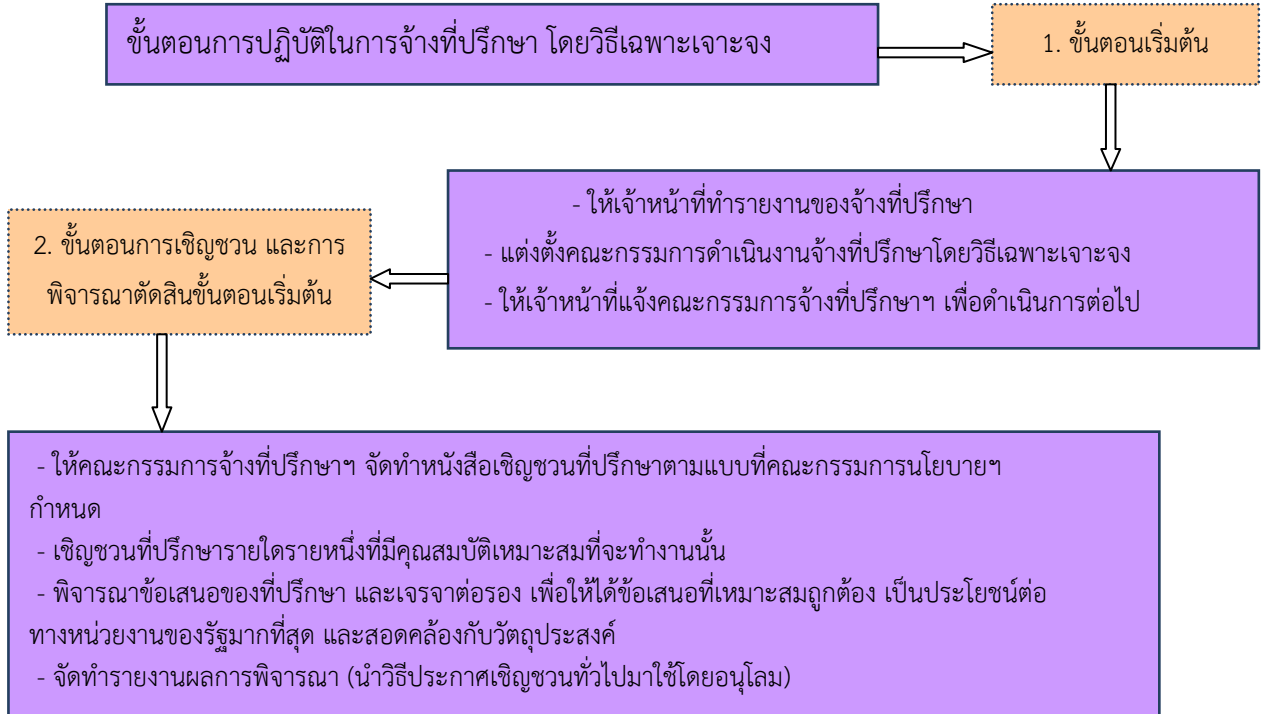 ขั้นตอนการปฏิบัติในการจ้างที่ปรึกษา โดยวิธีเฉพาะเจาะจง
1. ขั้นตอนเริ่มต้น
- ให้เจ้าหน้าที่ทำรายงานของจ้างที่ปรึกษา
- แต่งตั้งคณะกรรมการดำเนินงานจ้างที่ปรึกษาโดยวิธีเฉพาะเจาะจง
- ให้เจ้าหน้าที่แจ้งคณะกรรมการจ้างที่ปรึกษาฯ เพื่อดำเนินการต่อไป
2. ขั้นตอนการเชิญชวน และการ
พิจารณาตัดสินขั้นตอนเริ่มต้น
- ให้คณะกรรมการจ้างที่ปรึกษาฯ จัดทำหนังสือเชิญชวนที่ปรึกษาตามแบบที่คณะกรรมการนโยบายฯ
กำหนด
- เชิญชวนที่ปรึกษารายใดรายหนึ่งที่มีคุณสมบัติเหมาะสมที่จะทำงานนั้น
- พิจารณาข้อเสนอของที่ปรึกษา และเจรจาต่อรอง เพื่อให้ได้ข้อเสนอที่เหมาะสมถูกต้อง เป็นประโยชน์ต่อ
ทางหน่วยงานของรัฐมากที่สุด และสอดคล้องกับวัตถุประสงค์
- จัดทำรายงานผลการพิจารณา (นำวิธีประกาศเชิญชวนทั่วไปมาใช้โดยอนุโลม)